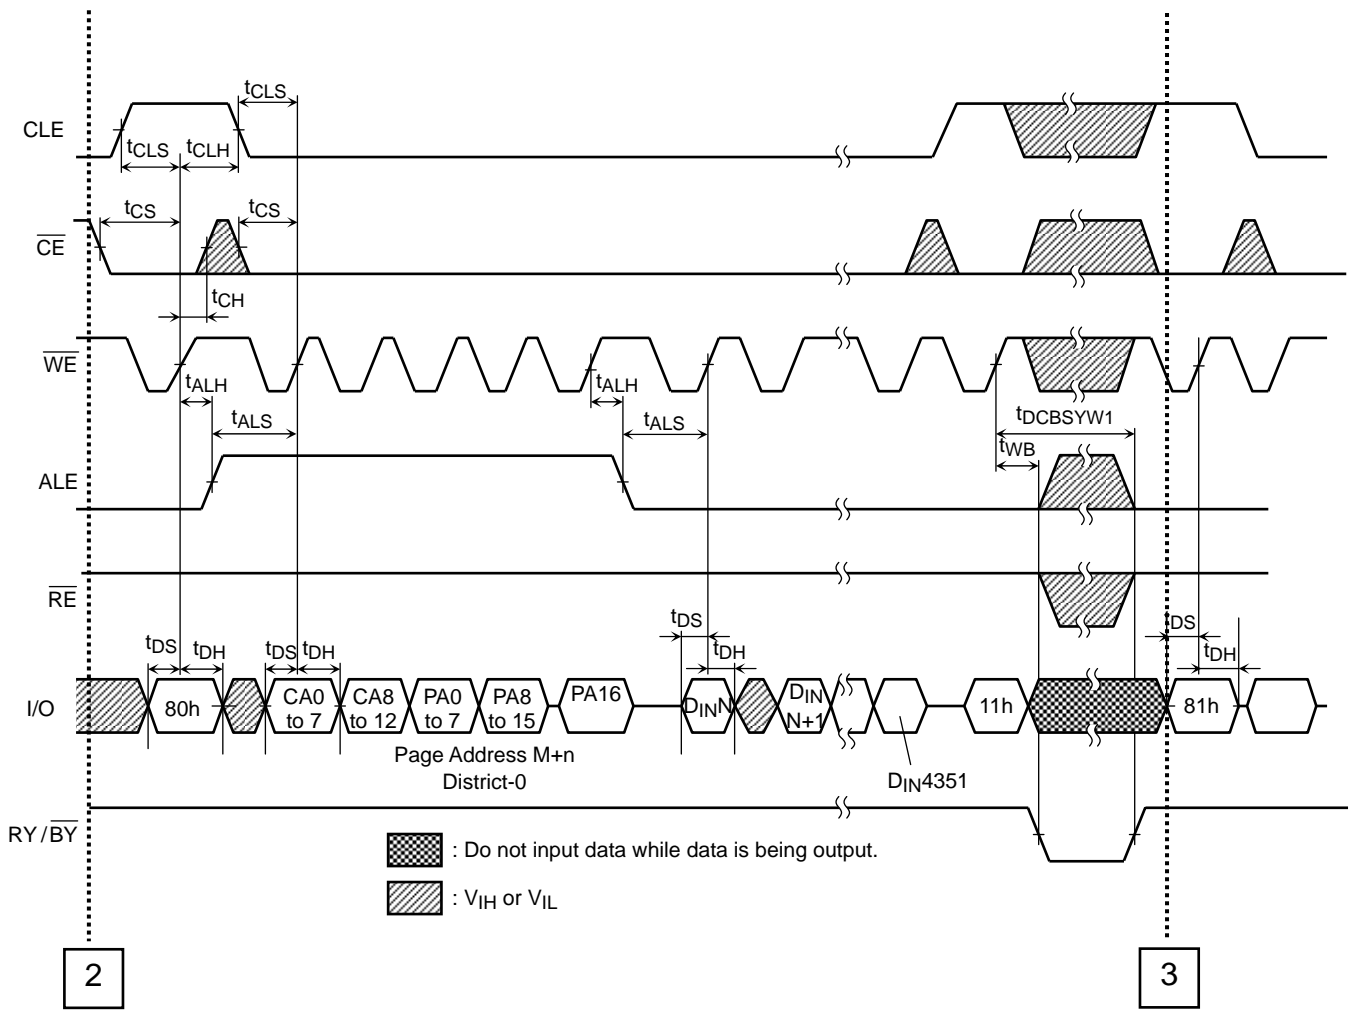 tCLS
CLE
tCLS
tCLH
tCS
tCS
CE
tCH
WE
tALH
tALH
tALS
tALS
tDCBSYW1
tWB
ALE
RE
tDS
tDH
tDS
tDH
tDS
tDH
tDS
tDH
I/O
80h
CA0
to 7
CA8
to 12
PA0
to 7
PA8
to 15
PA16
DINN
DIN
N+1
11h
81h
Page Address M+n
District-0
DIN4351
RY/BY
: Do not input data while data is being output.
: VIH or VIL
2
3